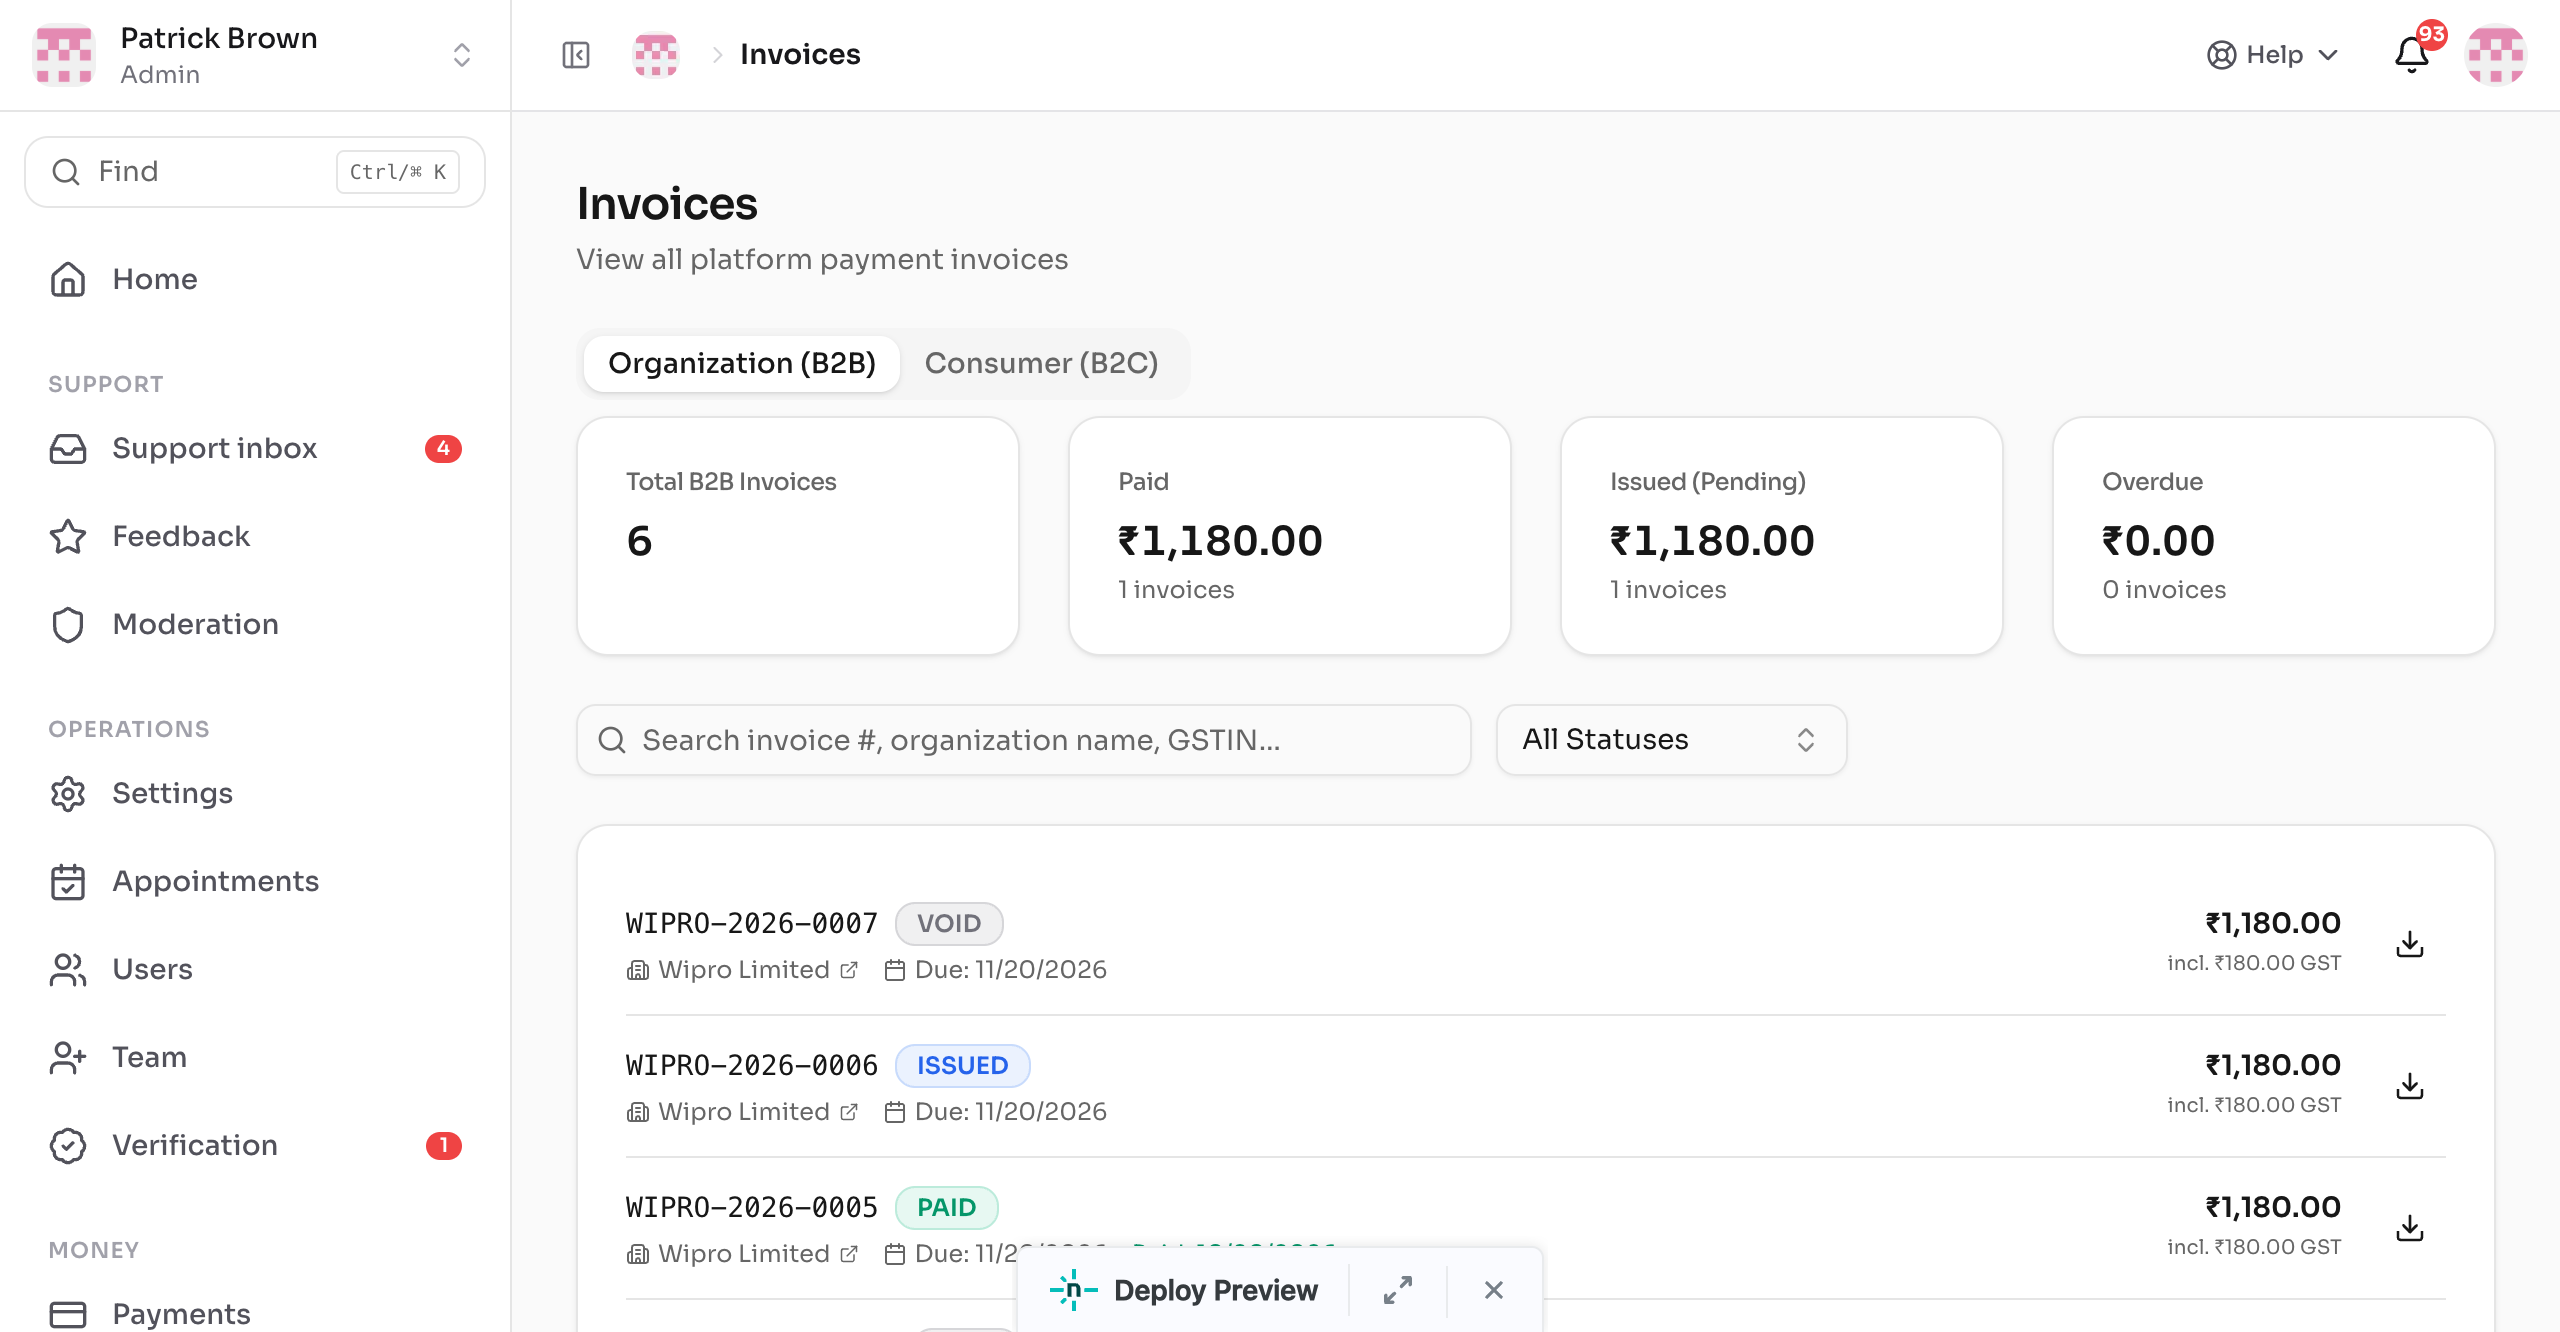 Patrick Brown
Admin
Find
Ctrl/⌘ K
Home
SUPPORT
Support inbox 4
Feedback
Moderation
OPERATIONS
Settings
Appointments
Users
Team
Verification 1
MONEY
Payments
Invoices
Help
93
Invoices
View all platform payment invoices
Organization (B2B)
Consumer (B2C)
Total B2B Invoices
6
Paid
₹1,180.00
1 invoices
Issued (Pending)
₹1,180.00
1 invoices
Overdue
₹0.00
0 invoices
Search invoice #, organization name, GSTIN...
All Statuses
WIPRO-2026-0007 VOID
Wipro Limited Due: 11/20/2026
₹1,180.00
incl. ₹180.00 GST
WIPRO-2026-0006 ISSUED
Wipro Limited Due: 11/20/2026
₹1,180.00
incl. ₹180.00 GST
WIPRO-2026-0005 PAID
Wipro Limited Due:
₹1,180.00
incl. ₹180.00 GST
Deploy Preview